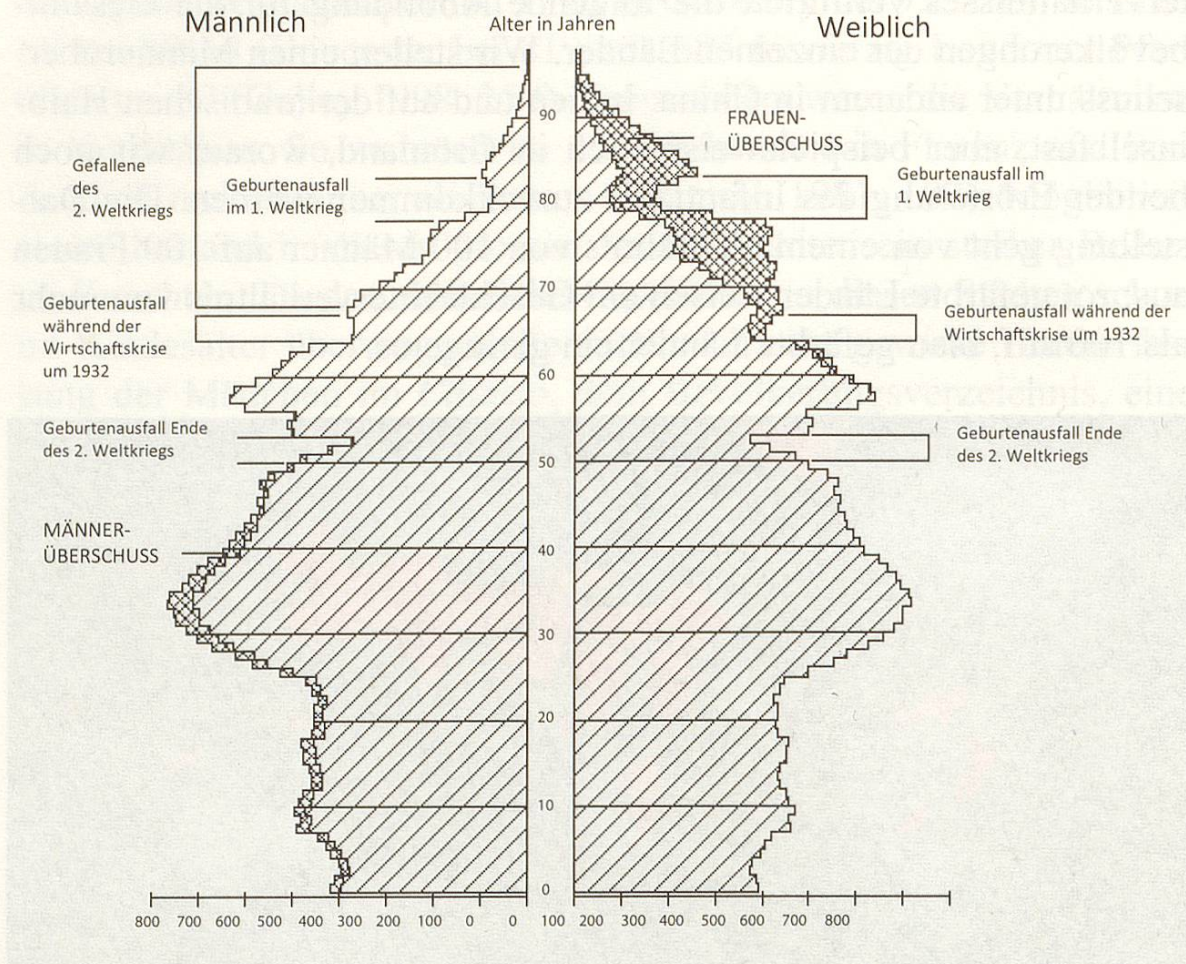 Männlich
Alter in Jahren
Weiblich
90
FRAUEN-
ÜBERSCHUSS
Gefallene
des
2. Weltkriegs
Geburtenausfall
im 1. Weltkrieg
Geburtenausfall im
1. Weltkrieg
80
70
Geburtenausfall
während der
Wirtschaftskrise
um 1932
Geburtenausfall während der
Wirtschaftskrise um 1932
60
Geburtenausfall Ende
des 2. Weltkriegs
Geburtenausfall Ende
des 2. Weltkriegs
50
MÄNNER-
ÜBERSCHUSS
40
30
20
10
0
800 700 600 500 400 300 200 100 0 0 100 200 300 400 500 600 700 800